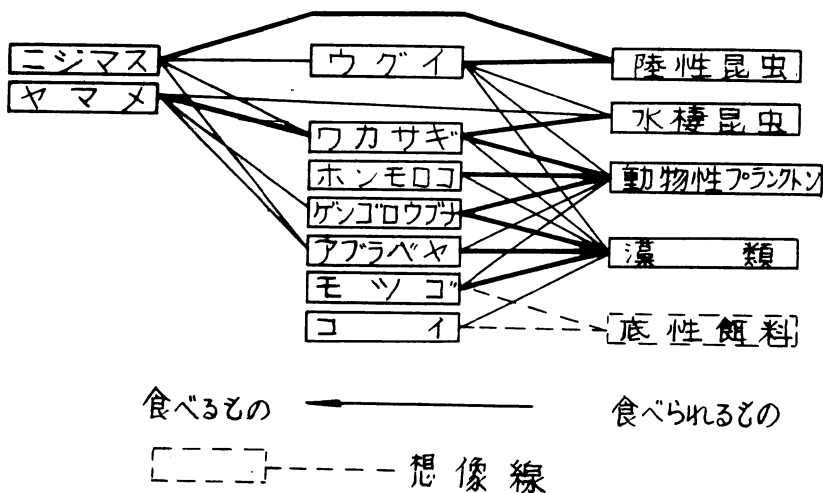 ニジマス
ヤマメ
ウグイ
ワカサギ
ホンモロコ
ゲンゴロウブナ
アブラベヤ
モツゴ
コイ
陸性昆虫
水棲昆虫
動物性プランクトン
藻類
底性餌料
食べるもの
食べられるもの
想像線